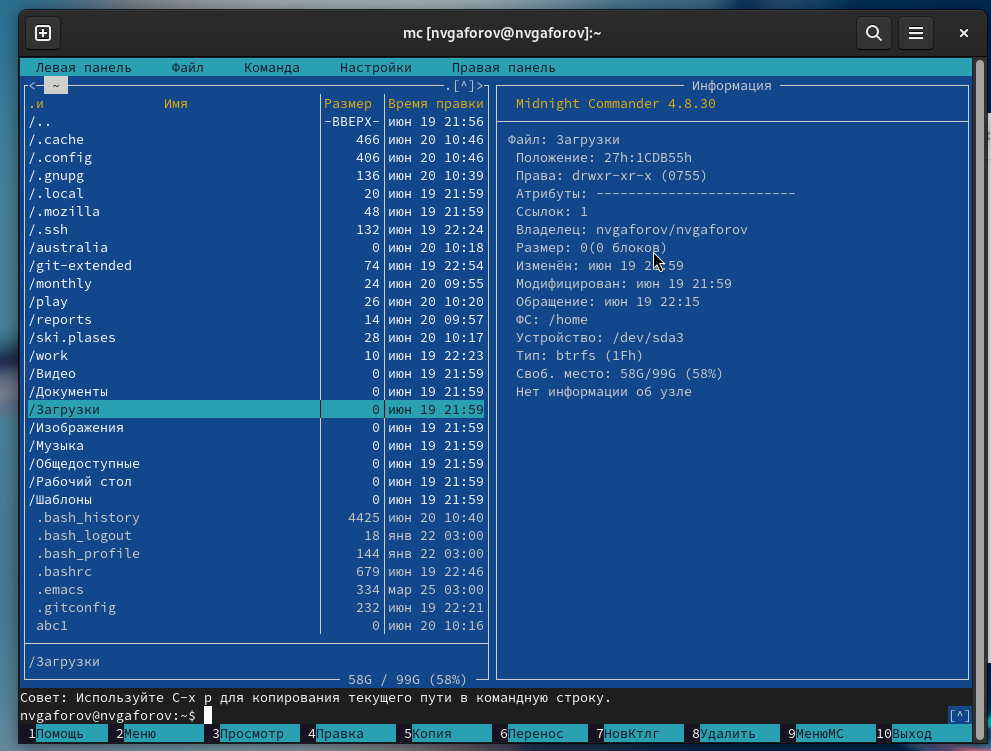 mc [nvgaforov@nvgaforov]:~
Левая панель Файл Команда Настройки Правая панель
<─ ~ ─.[^]>
.и Имя Размер Время правки
/.. -ВВЕРХ- июн 19 21:56
/.cache 466 июн 20 10:46
/.config 406 июн 20 10:46
/.gnupg 136 июн 20 10:39
/.local 20 июн 19 21:59
/.mozilla 48 июн 19 21:59
/.ssh 132 июн 19 22:24
/australia 0 июн 20 10:18
/git-extended 74 июн 19 22:54
/monthly 24 июн 20 09:55
/play 26 июн 20 10:20
/reports 14 июн 20 09:57
/ski.plases 28 июн 20 10:17
/work 10 июн 19 22:23
/Видео 0 июн 19 21:59
/Документы 0 июн 19 21:59
/Загрузки 0 июн 19 21:59
/Изображения 0 июн 19 21:59
/Музыка 0 июн 19 21:59
/Общедоступные 0 июн 19 21:59
/Рабочий стол 0 июн 19 21:59
/Шаблоны 0 июн 19 21:59
.bash_history 4425 июн 20 10:40
.bash_logout 18 янв 22 03:00
.bash_profile 144 янв 22 03:00
.bashrc 679 июн 19 22:46
.emacs 334 мар 25 03:00
.gitconfig 232 июн 19 22:21
abc1 0 июн 20 10:16
/Загрузки
58G / 99G (58%)
Информация
Midnight Commander 4.8.30
Файл: Загрузки
Положение: 27h:1CDB55h
Права: drwxr-xr-x (0755)
Атрибуты: -------------------------
Ссылок: 1
Владелец: nvgaforov/nvgaforov
Размер: 0(0 блоков)
Изменён: июн 19 :59
Модифицирован: июн 19 21:59
Обращение: июн 19 22:15
ФС: /home
Устройство: /dev/sda3
Тип: btrfs (1Fh)
Своб. место: 58G/99G (58%)
Нет информации об узле
Совет: Используйте C-x p для копирования текущего пути в командную строку.
nvgaforov@nvgaforov:~$ [^]
1Помощь 2Меню 3Просмотр 4Правка 5Копия 6Перенос 7НовКтлг 8Удалить 9МенюMC 10Выход